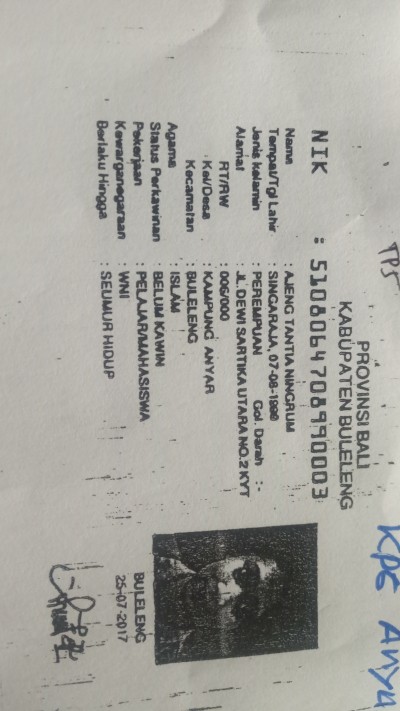 TPS
KPG Anya
PROVINSI BALI
KABUPATEN BULELENG
NIK : 5108064708990003
Nama : AJENG TANTIA NINGRUM
Tempat/Tgl Lahir : SINGARAJA, 07-08-1998
Jenis kelamin : PEREMPUAN Gol. Darah : -
Alamat : JL.DEWI SARTIKA UTARA NO.2 KYT
RT/RW : 006/000
Kel/Desa : KAMPUNG ANYAR
Kecamatan : BULELENG
Agama : ISLAM
Status Perkawinan : BELUM KAWIN
Pekerjaan : PELAJAR/MAHASISWA
Kewarganegaraan : WNI
Berlaku Hingga : SEUMUR HIDUP
BULELENG
25-07-2017